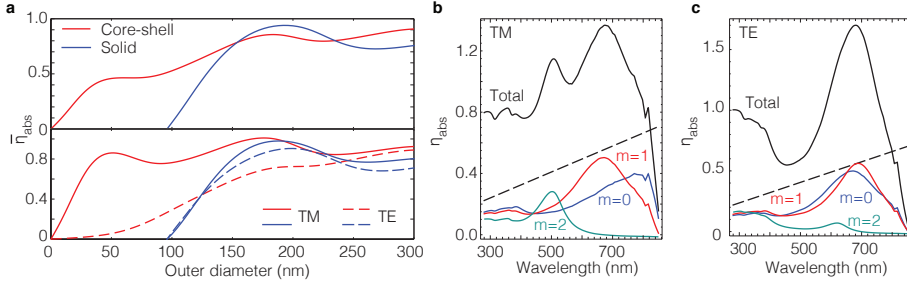 a
Core-shell
Solid
1
0.5
0
η̅abs
0.8
0.4
0
TM
TE
0 50 100 150 200 250 300
Outer diameter (nm)
b
TM
1.2
0.8
0.4
0.0
ηabs
Total
m=1
m=0
m=2
300 500 700
Wavelength (nm)
c
TE
1.5
1.0
0.5
0.0
ηabs
Total
m=1
m=0
m=2
300 500 700
Wavelength (nm)